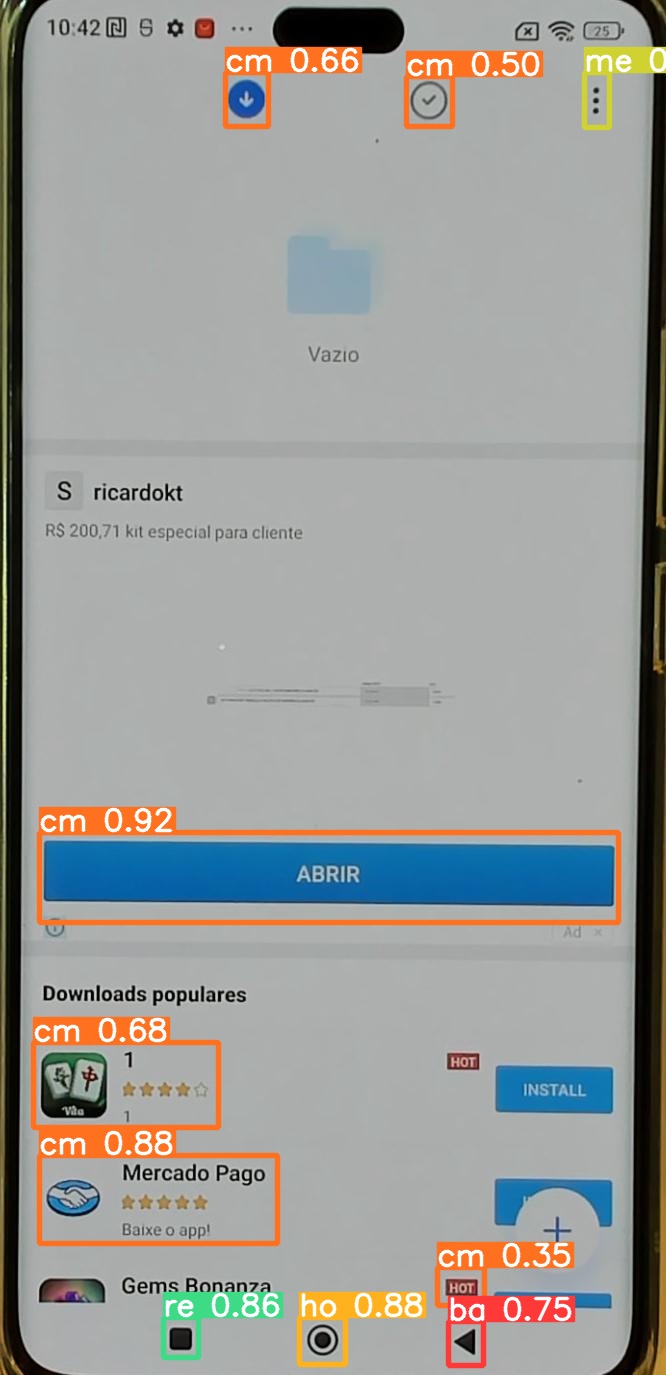 10:42
25
cm 0.66
cm 0.50
me 0
Vazio
S ricardokt
R$ 200,71 kit especial para cliente
cm 0.92
ABRIR
Ad
Downloads populares
cm 0.68
1
HOT
INSTALL
1
Vita
cm 0.88
Mercado Pago
Baixe o app!
cm 0.35
Gems Bonanza
HOT
re 0.86
ho 0.88
ba 0.75